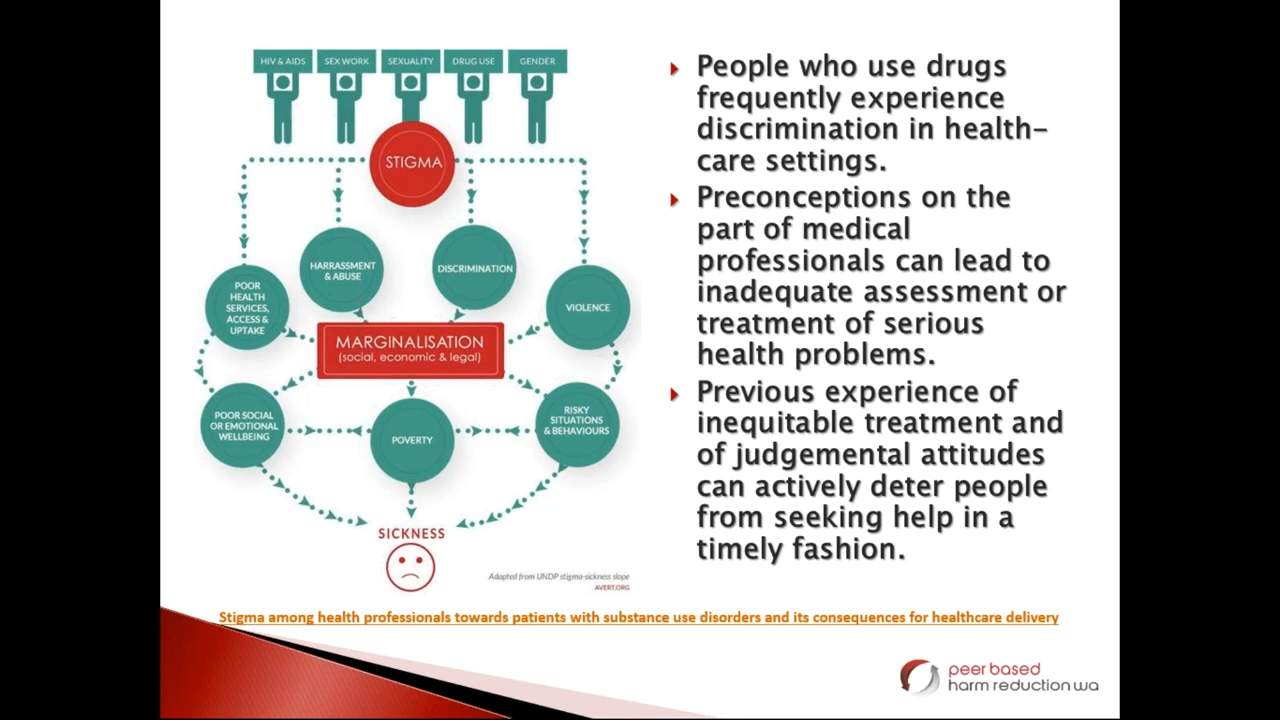 HIV & AIDS
SEX WORK
SEXUALITY
DRUG USE
GENDER
STIGMA
HARRASSMENT
& ABUSE
DISCRIMINATION
POOR
HEALTH
SERVICES,
ACCESS &
UPTAKE
VIOLENCE
MARGINALISATION
(social, economic & legal)
POOR SOCIAL
OR EMOTIONAL
WELLBEING
POVERTY
RISKY
SITUATIONS
& BEHAVIOURS
SICKNESS
Adapted from UNDP stigma-sickness slope
AVERT.ORG
People who use drugs
frequently experience
discrimination in health-
care settings.
Preconceptions on the
part of medical
professionals can lead to
inadequate assessment or
treatment of serious
health problems.
Previous experience of
inequitable treatment and
of judgemental attitudes
can actively deter people
from seeking help in a
timely fashion.
Stigma among health professionals towards patients with substance use disorders and its consequences for healthcare delivery
peer based
harm reduction wa